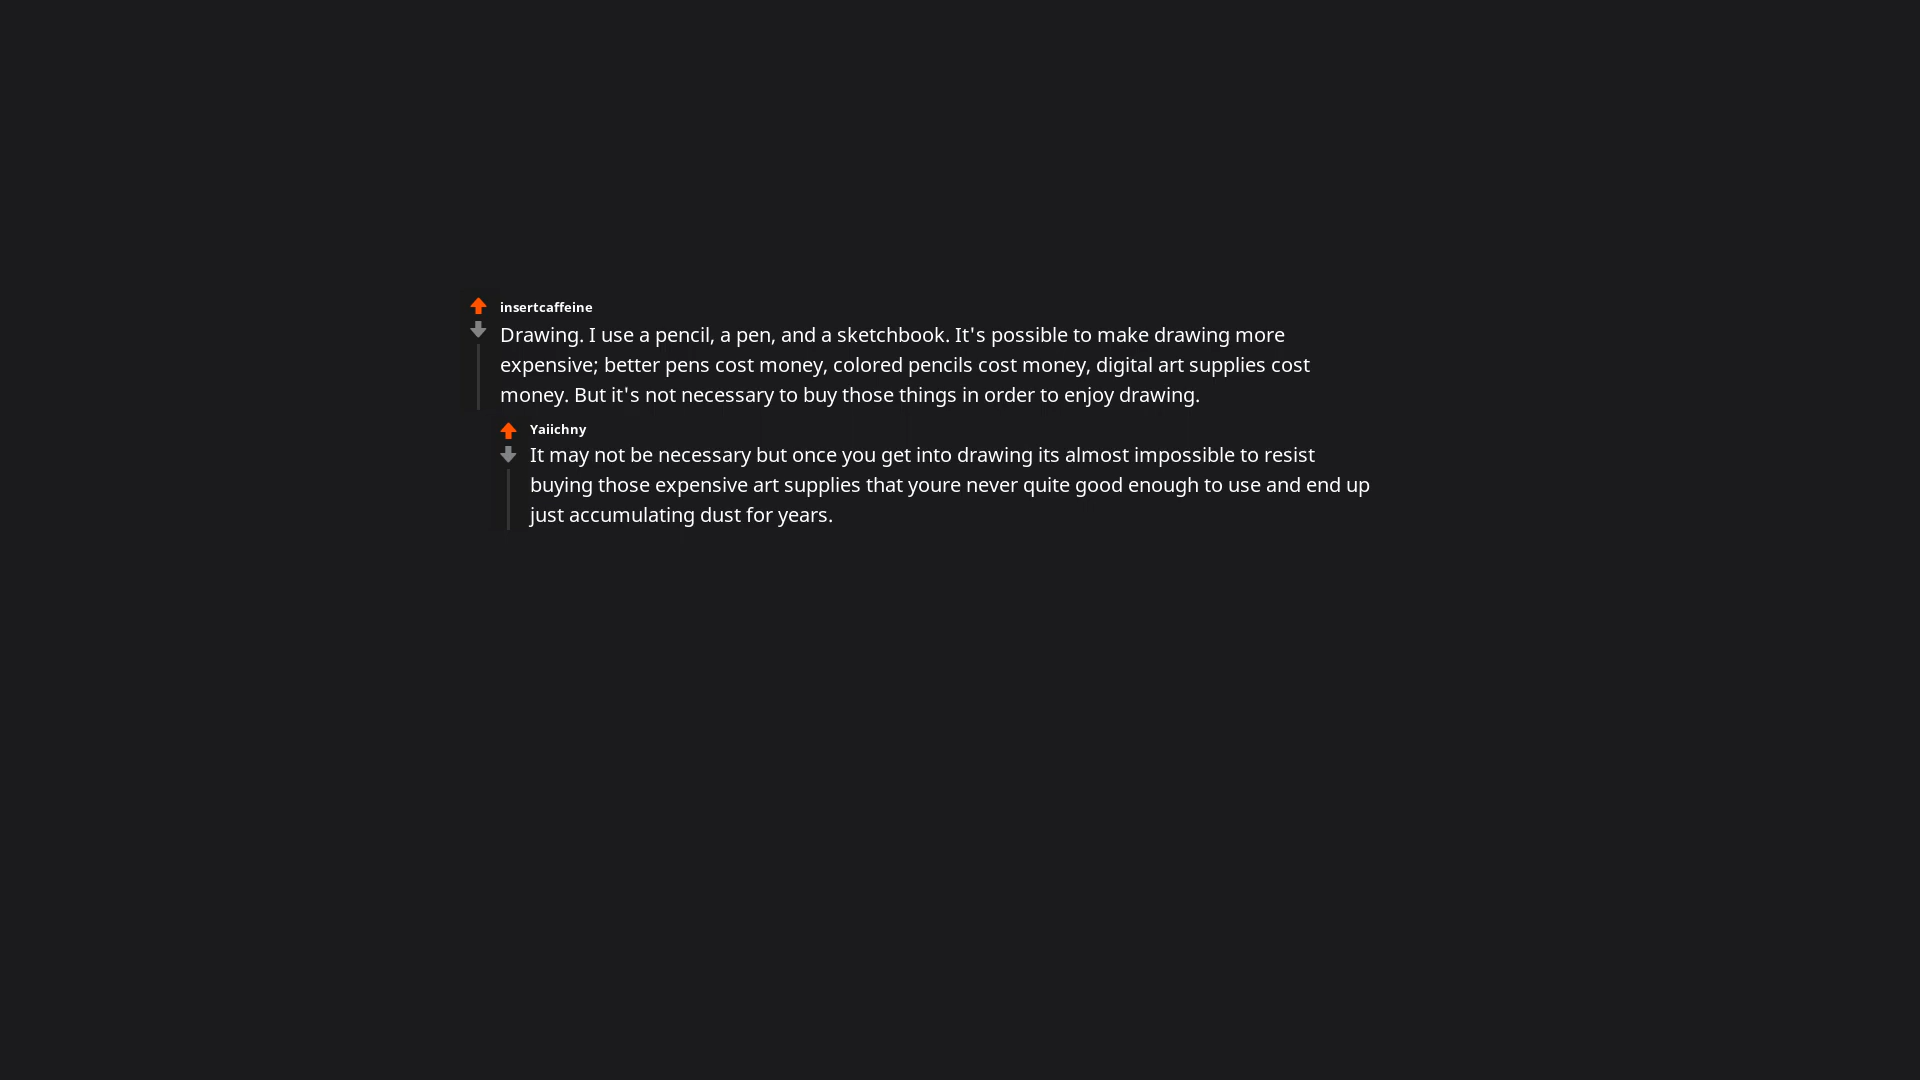 insertcaffeine
Drawing. I use a pencil, a pen, and a sketchbook. It's possible to make drawing more
expensive; better pens cost money, colored pencils cost money, digital art supplies cost
money. But it's not necessary to buy those things in order to enjoy drawing.
Yaiichny
It may not be necessary but once you get into drawing its almost impossible to resist
buying those expensive art supplies that youre never quite good enough to use and end up
just accumulating dust for years.